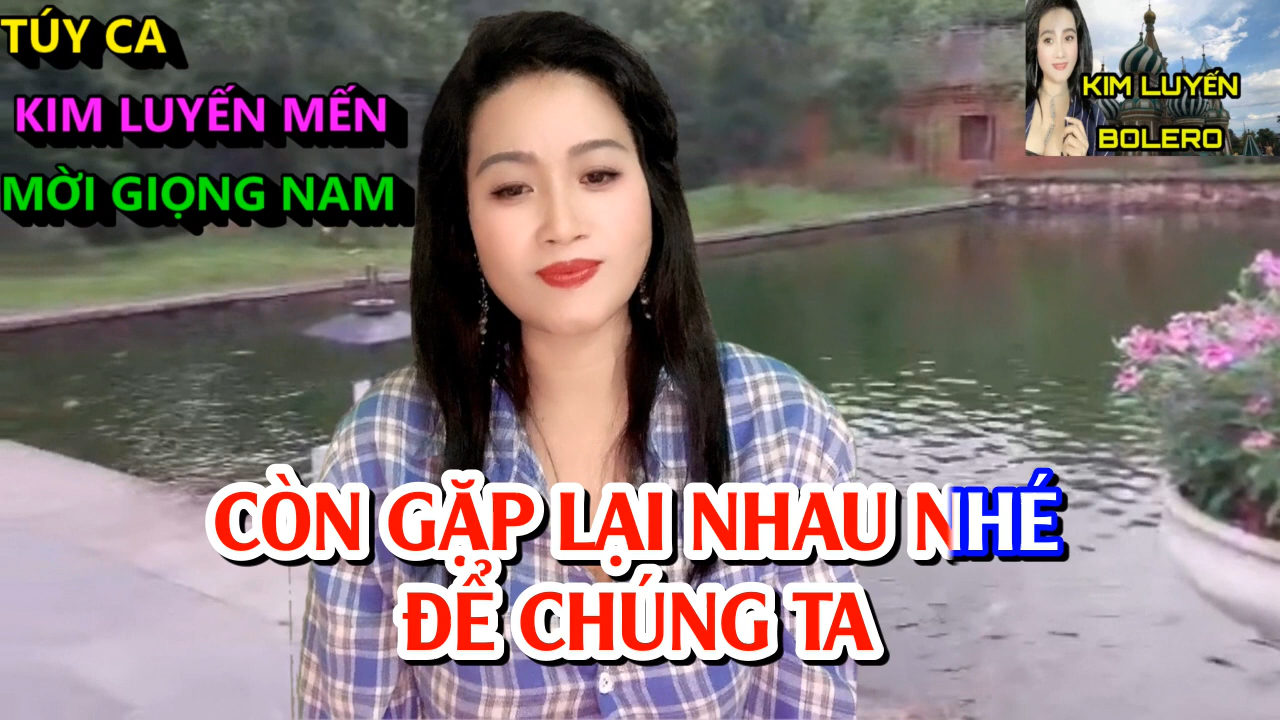 TÚY CA
KIM LUYẾN MẾN
MỜI GIỌNG NAM
KIM LUYẾN
BOLERO
CÒN GẶP LẠI NHAU NHÉ
ĐỂ CHÚNG TA